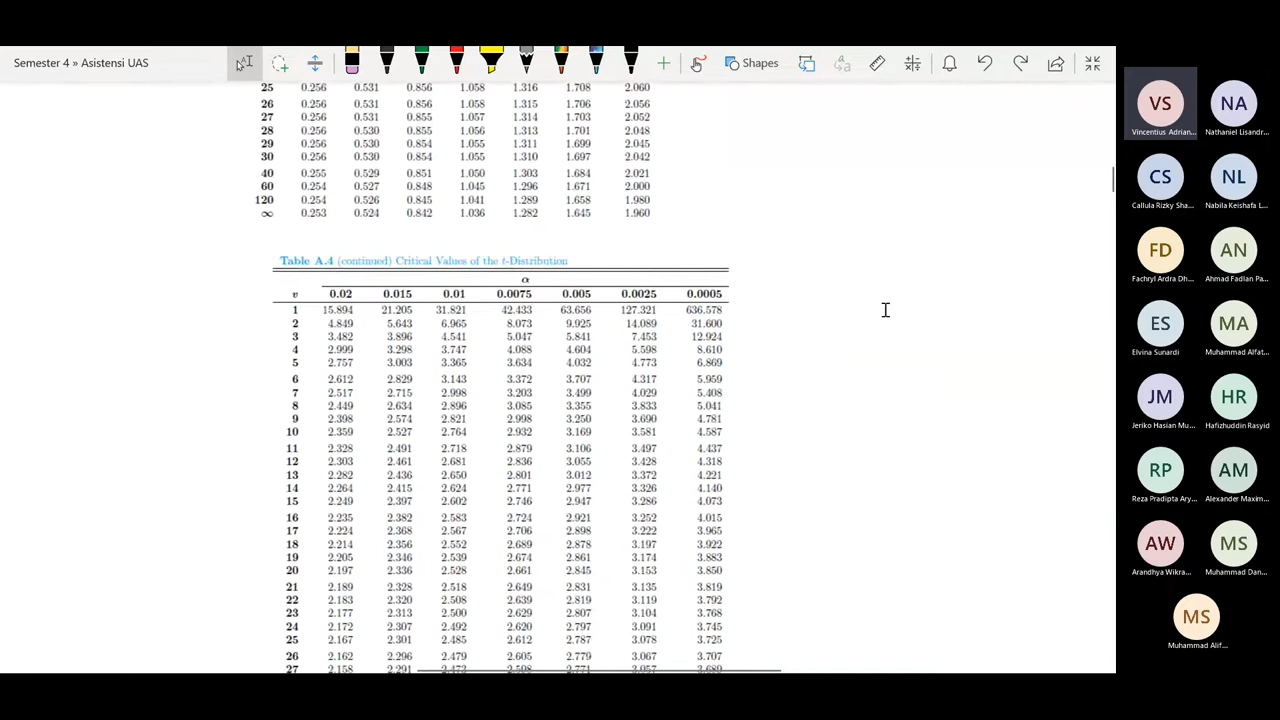 Semester 4 » Asistensi UAS
Shapes
25 0.256 0.531 0.856 1.058 1.316 1.708 2.060
26 0.256 0.531 0.856 1.058 1.315 1.706 2.056
27 0.256 0.531 0.855 1.057 1.314 1.703 2.052
28 0.256 0.530 0.855 1.056 1.313 1.701 2.048
29 0.256 0.530 0.854 1.055 1.311 1.699 2.045
30 0.256 0.530 0.854 1.055 1.310 1.697 2.042
40 0.255 0.529 0.851 1.050 1.303 1.684 2.021
60 0.254 0.527 0.848 1.045 1.296 1.671 2.000
120 0.254 0.526 0.845 1.041 1.289 1.658 1.980
∞ 0.253 0.524 0.842 1.036 1.282 1.645 1.960
Table A.4 (continued) Critical Values of the t-Distribution
α
v 0.02 0.015 0.01 0.0075 0.005 0.0025 0.0005
1 15.894 21.205 31.821 42.433 63.656 127.321 636.578
2 4.849 5.643 6.965 8.073 9.925 14.089 31.600
3 3.482 3.896 4.541 5.047 5.841 7.453 12.924
4 2.999 3.298 3.747 4.088 4.604 5.598 8.610
5 2.757 3.003 3.365 3.634 4.032 4.773 6.869
6 2.612 2.829 3.143 3.372 3.707 4.317 5.959
7 2.517 2.715 2.998 3.203 3.499 4.029 5.408
8 2.449 2.634 2.896 3.085 3.355 3.833 5.041
9 2.398 2.574 2.821 2.998 3.250 3.690 4.781
10 2.359 2.527 2.764 2.932 3.169 3.581 4.587
11 2.328 2.491 2.718 2.879 3.106 3.497 4.437
12 2.303 2.461 2.681 2.836 3.055 3.428 4.318
13 2.282 2.436 2.650 2.801 3.012 3.372 4.221
14 2.264 2.415 2.624 2.771 2.977 3.326 4.140
15 2.249 2.397 2.602 2.746 2.947 3.286 4.073
16 2.235 2.382 2.583 2.724 2.921 3.252 4.015
17 2.224 2.368 2.567 2.706 2.898 3.222 3.965
18 2.214 2.356 2.552 2.689 2.878 3.197 3.922
19 2.205 2.346 2.539 2.674 2.861 3.174 3.883
20 2.197 2.336 2.528 2.661 2.845 3.153 3.850
21 2.189 2.328 2.518 2.649 2.831 3.135 3.819
22 2.183 2.320 2.508 2.639 2.819 3.119 3.792
23 2.177 2.313 2.500 2.629 2.807 3.104 3.768
24 2.172 2.307 2.492 2.620 2.797 3.091 3.745
25 2.167 2.301 2.485 2.612 2.787 3.078 3.725
26 2.162 2.296 2.479 2.605 2.779 3.067 3.707
27 2.158 2.291 2.473 2.598 2.771 3.057 3.689
VS NA
Vincentius Adrian... Nathaniel Lisandr...
CS NL
Callula Rizky Sha... Nabila Keishafa L...
FD AN
Fachryl Ardra Dh... Ahmad Fadlan Pa...
ES MA
Elvina Sunardi Muhammad Alfat...
JM HR
Jeriko Hasian Mu... Hafizhuddin Rasyid
RP AM
Reza Pradipta Ary... Alexander Maxim...
AW MS
Arandhya Wikra... Muhammad Dan...
MS
Muhammad Alif...